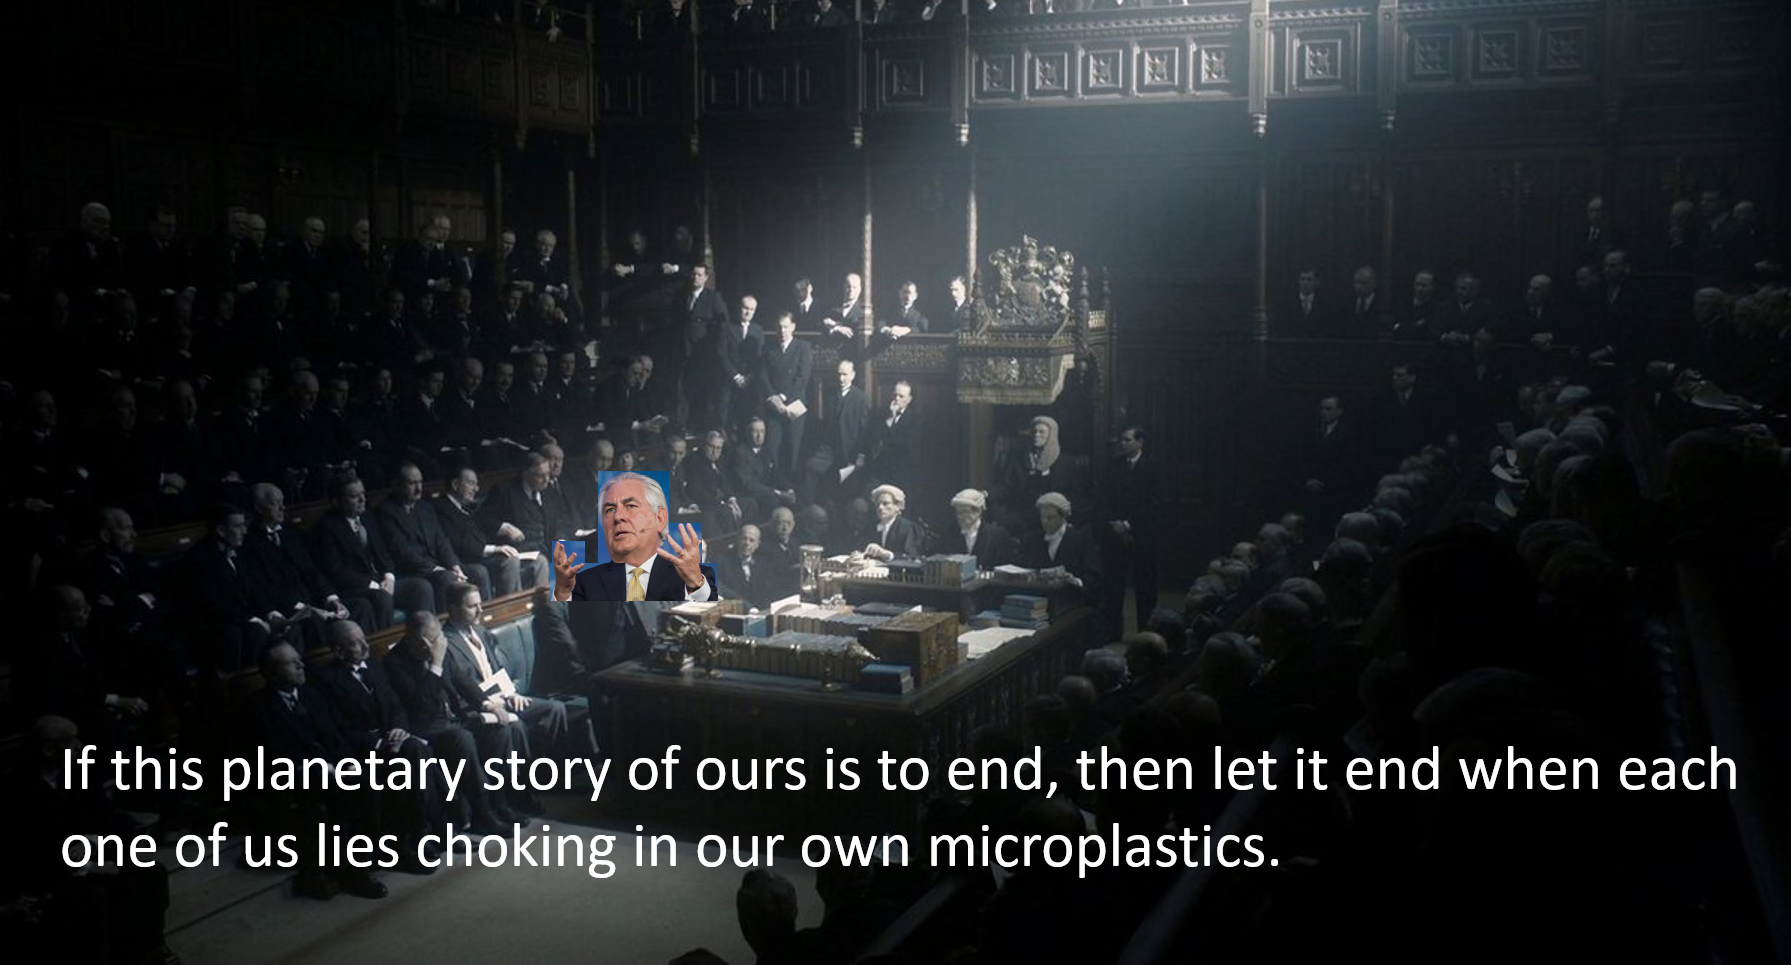 If this planetary story of ours is to end, then let it end when each
one of us lies choking in our own microplastics.